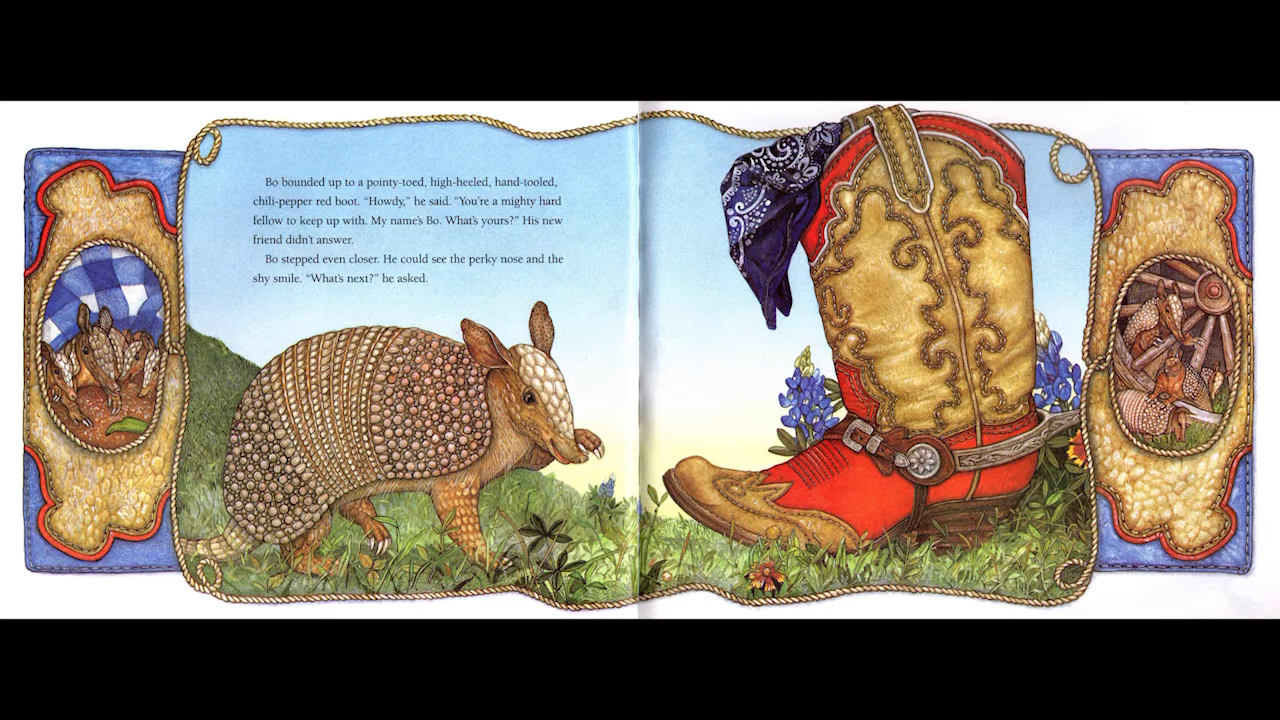 Bo bounded up to a pointy-toed, high-heeled, hand-tooled,
chili-pepper red boot. “Howdy,” he said. “You’re a mighty hard
fellow to keep up with. My name’s Bo. What’s yours?” His new
friend didn’t answer.
Bo stepped even closer. He could see the perky nose and the
shy smile. “What’s next?” he asked.